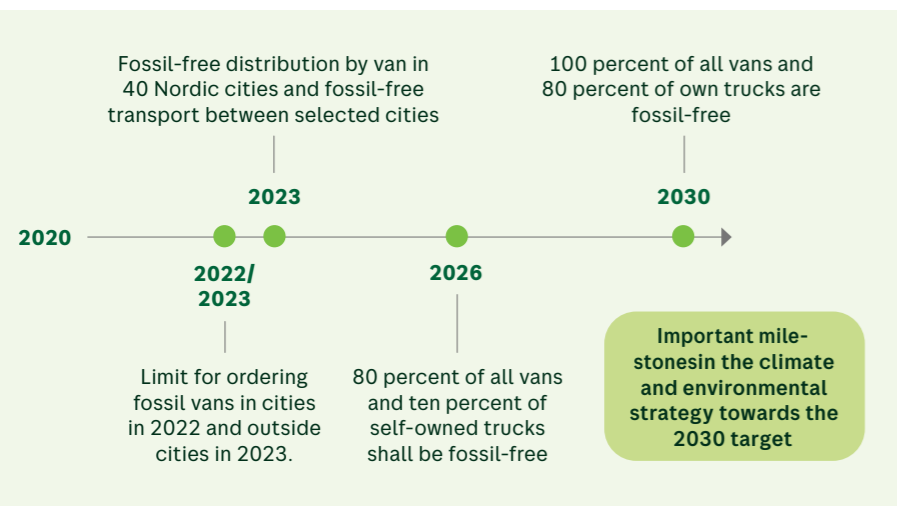 Fossil-free distribution by van in
40 Nordic cities and fossil-free
transport between selected cities
100 percent of all vans and
80 percent of own trucks are
fossil-free
2023
2030
2020
2022/
2023
2026
Limit for ordering
fossil vans in cities
in 2022 and outside
cities in 2023.
80 percent of all vans
and ten percent of
self-owned trucks
shall be fossil-free
Important mile-
stonesin the climate
and environmental
strategy towards the
2030 target